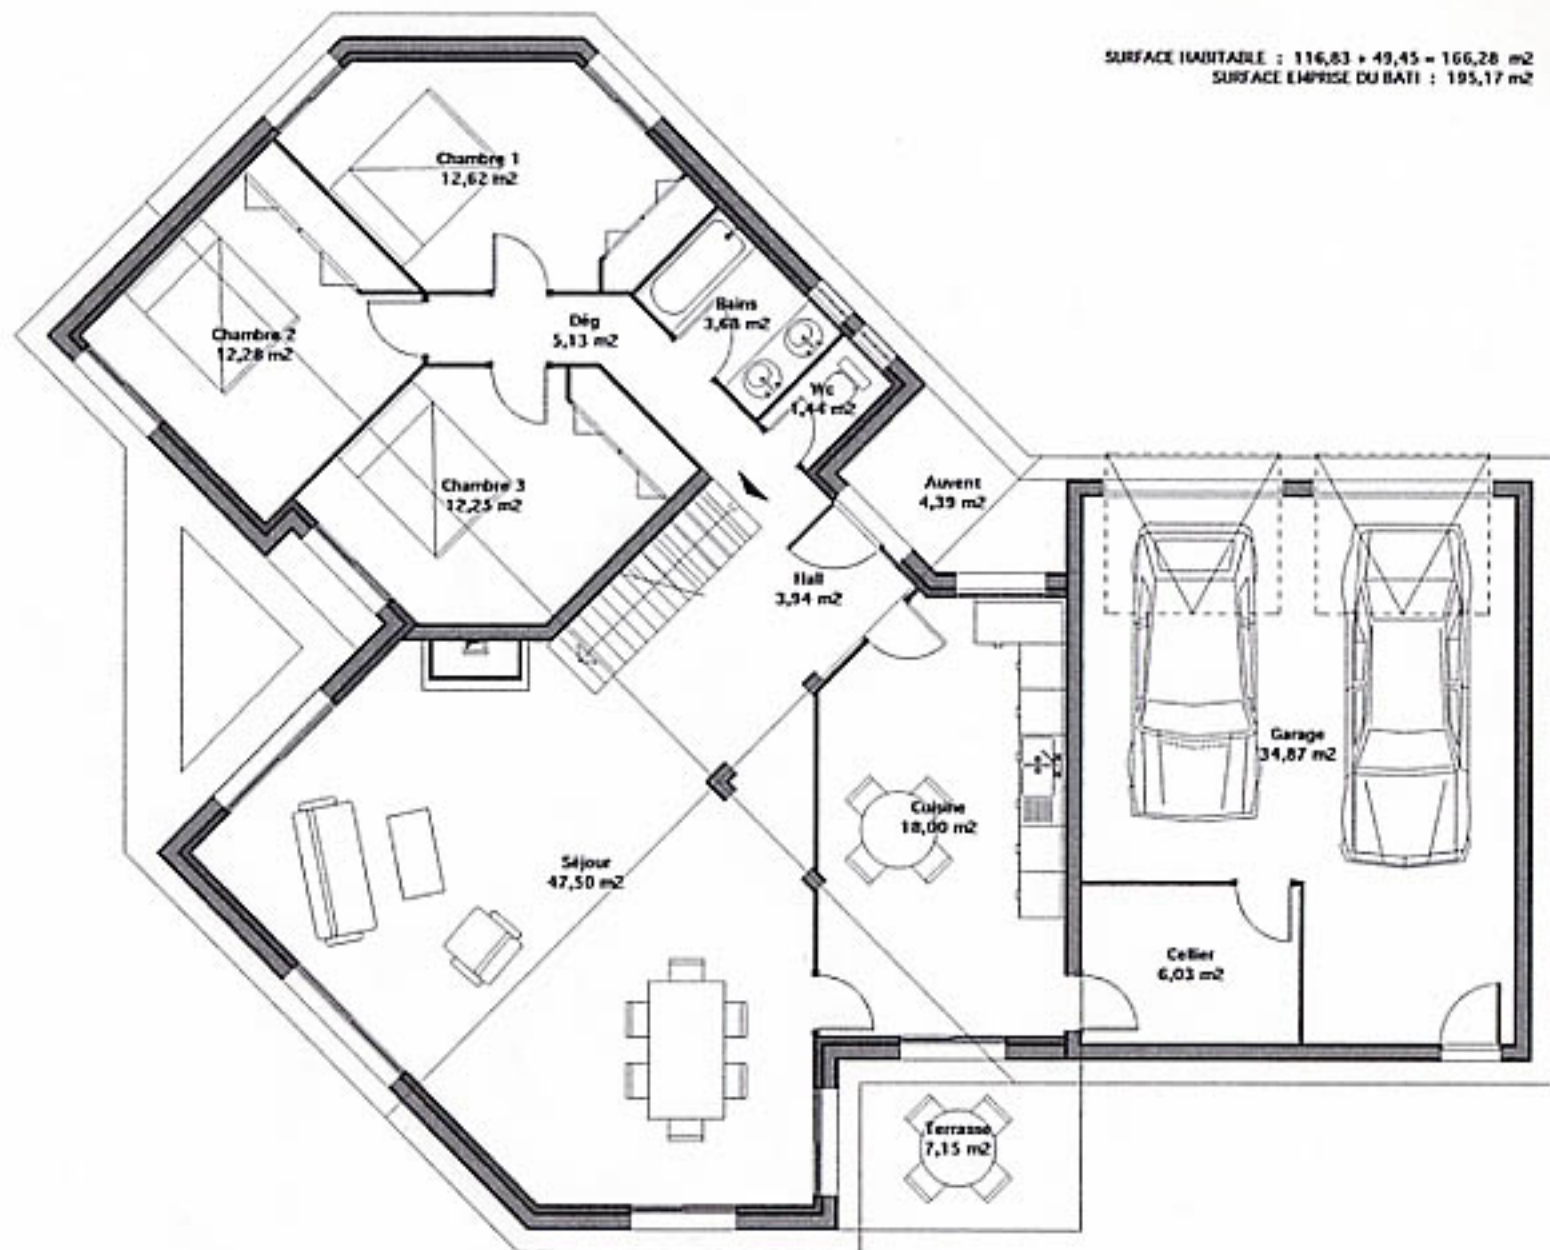 SURFACE HABITABLE : 116,83 + 49,45 = 166,28 m2
SURFACE EMPRISE DU BATI : 195,17 m2
Chambre 1
12,62 m2
Chambre 2
12,28 m2
Dég
5,13 m2
Bains
3,68 m2
Wc
1,44 m2
Chambre 3
12,25 m2
Auvent
4,39 m2
Hall
3,94 m2
Garage
34,87 m2
Cuisine
18,00 m2
Séjour
47,50 m2
Cellier
6,03 m2
Terrasse
7,15 m2